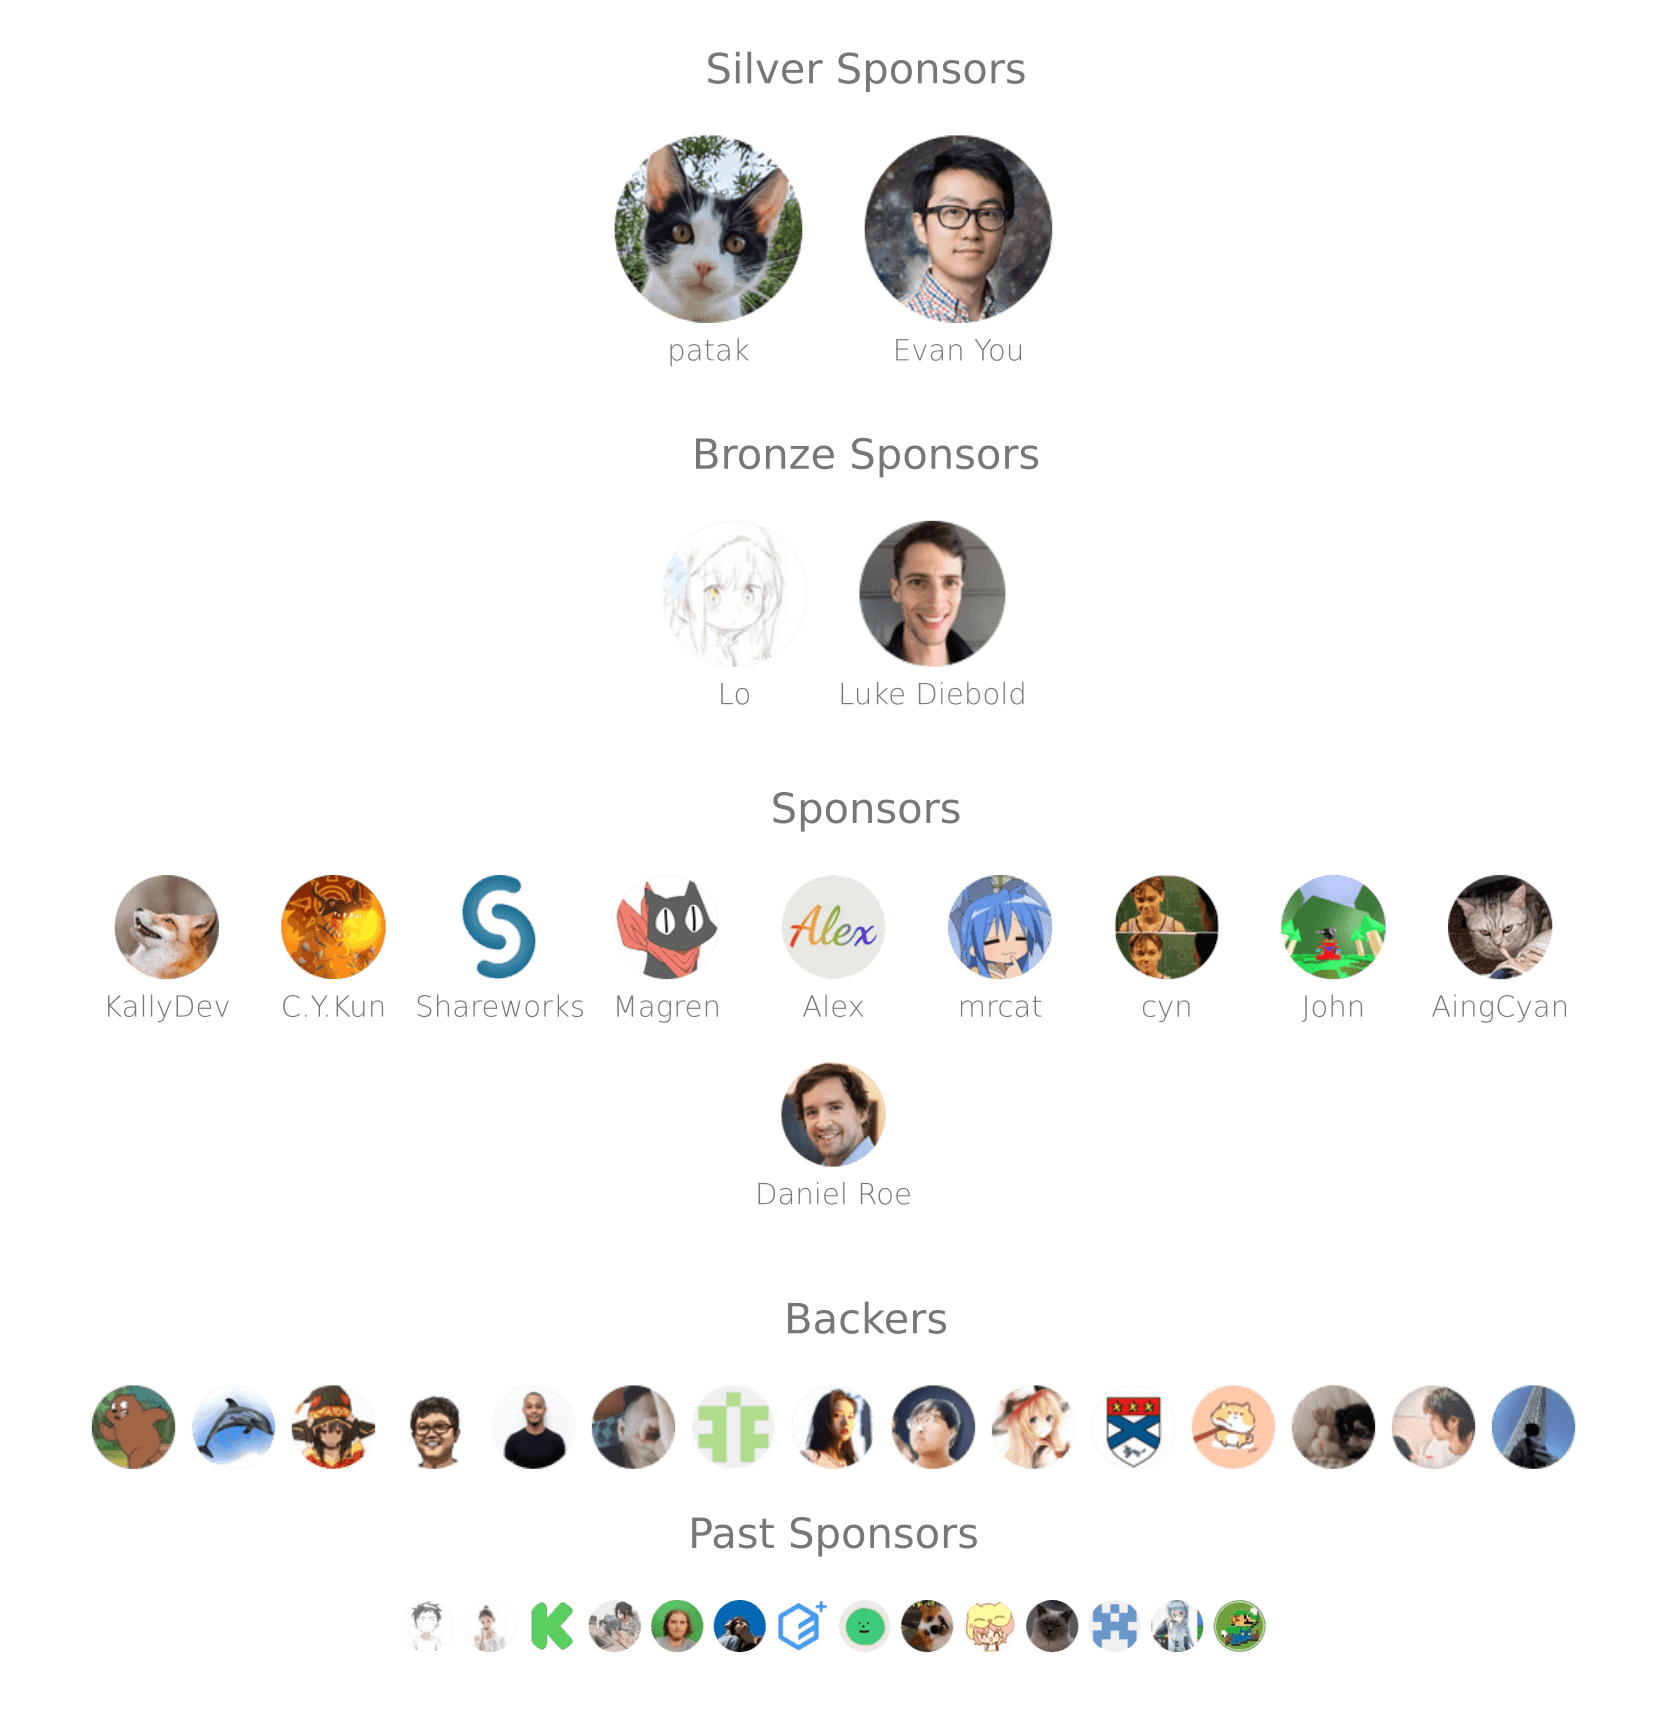 Silver Sponsors
patak Evan You
Bronze Sponsors
Lo Luke Diebold
Sponsors
Alex
KallyDev C.Y.Kun Shareworks Magren Alex mrcat cyn John AingCyan
Daniel Roe
Backers
Past Sponsors